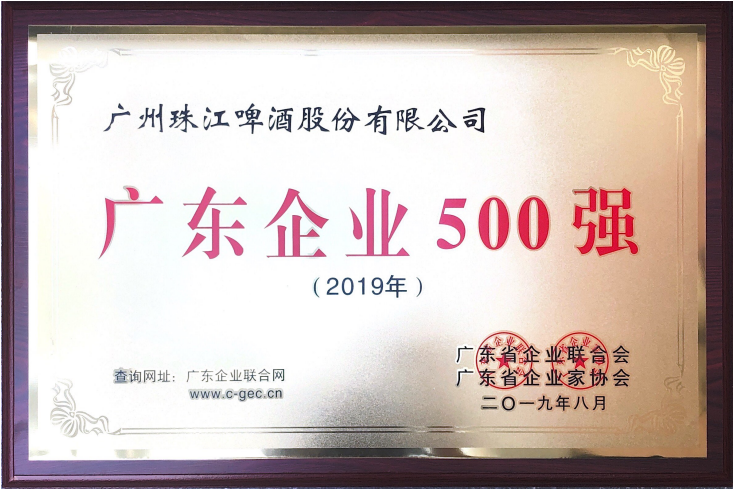 广州珠江啤酒股份有限公司
广东企业500强
（2019年）
查询网址：广东企业联合网
www.c-gec.cn
广东省企业联合会
广东省企业家协会
二〇一九年八月